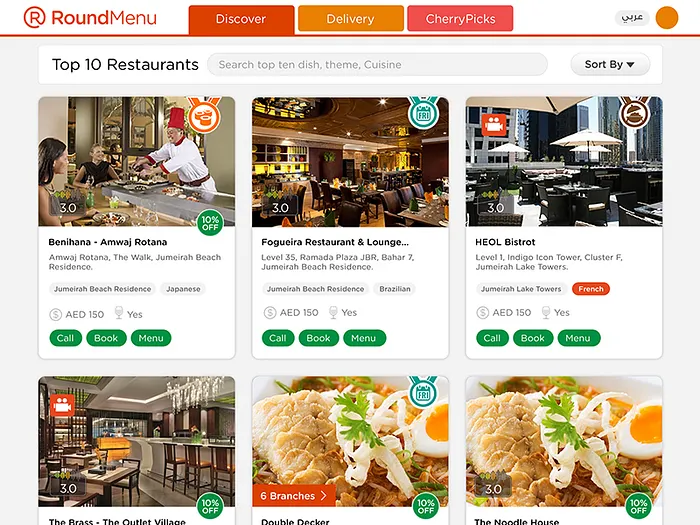 RoundMenu
Discover
Delivery
CherryPicks
عربي
Top 10 Restaurants
Search top ten dish, theme, Cuisine
Sort By
3.0
10%
OFF
Benihana - Amwaj Rotana
Amwaj Rotana, The Walk, Jumeirah Beach
Residence.
Jumeirah Beach Residence
Japanese
$ AED 150
Yes
Call
Book
Menu
FRI
3.0
Fogueira Restaurant & Lounge...
Level 35, Ramada Plaza JBR, Bahar 7,
Jumeirah Beach Residence.
Jumeirah Beach Residence
Brazilian
$ AED 150
Yes
Call
Book
Menu
3.0
HEOL Bistrot
Level 1, Indigo Icon Tower, Cluster F,
Jumeirah Lake Towers.
Jumeirah Lake Towers
French
$ AED 150
Yes
Call
Book
Menu
3.0
10%
OFF
The Brass - The Outlet Village
FRI
6 Branches
10%
OFF
Double Decker
3.0
10%
OFF
The Noodle House